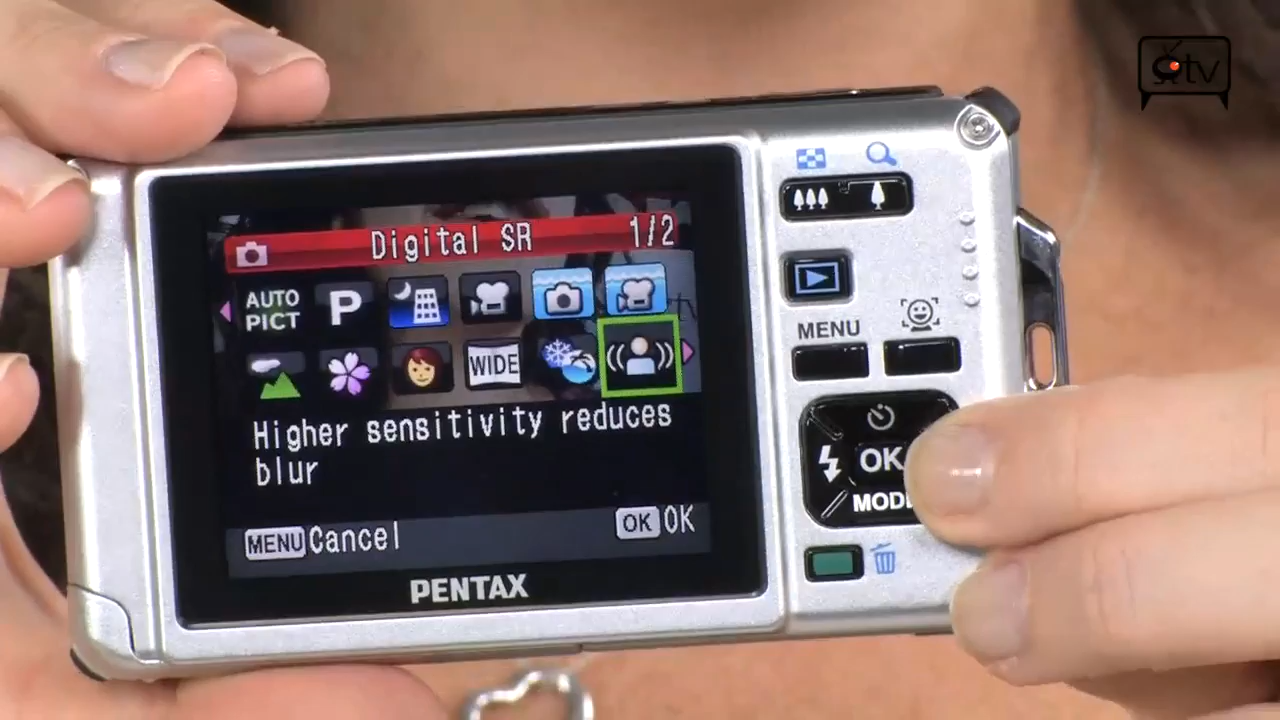 tv
Digital SR 1/2
AUTO
PICT
P
WIDE
Higher sensitivity reduces
blur
MENU Cancel
OK OK
PENTAX
MENU
OK
MOD